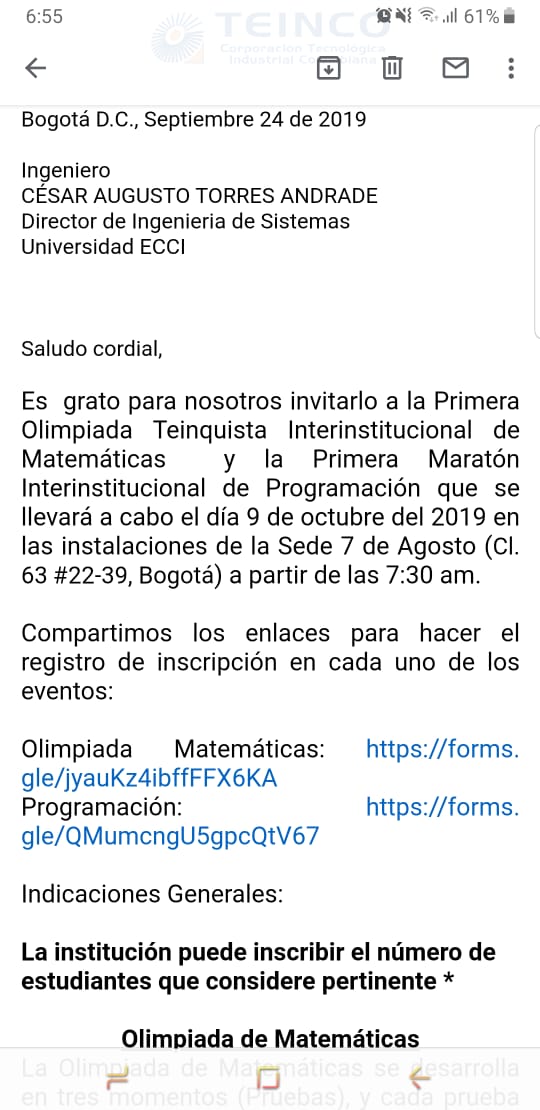 6:55
61%
TEINCO
Corporación Tecnologica
Industrial Colombiana
Bogotá D.C., Septiembre 24 de 2019
Ingeniero
CÉSAR AUGUSTO TORRES ANDRADE
Director de Ingenieria de Sistemas
Universidad ECCI
Saludo cordial,
Es grato para nosotros invitarlo a la Primera
Olimpiada Teinquista Interinstitucional de
Matemáticas y la Primera Maratón
Interinstitucional de Programación que se
llevará a cabo el día 9 de octubre del 2019 en
las instalaciones de la Sede 7 de Agosto (Cl.
63 #22-39, Bogotá) a partir de las 7:30 am.
Compartimos los enlaces para hacer el
registro de inscripción en cada uno de los
eventos:
Olimpiada Matemáticas: https://forms.
gle/jyauKz4ibffFFX6KA
Programación: https://forms.
gle/QMumcngU5gpcQtV67
Indicaciones Generales:
La institución puede inscribir el número de
estudiantes que considere pertinente *
Olimpiada de Matemáticas
La Olimpiada de Matemáticas se desarrolla
en tres momentos (Pruebas), y cada prueba